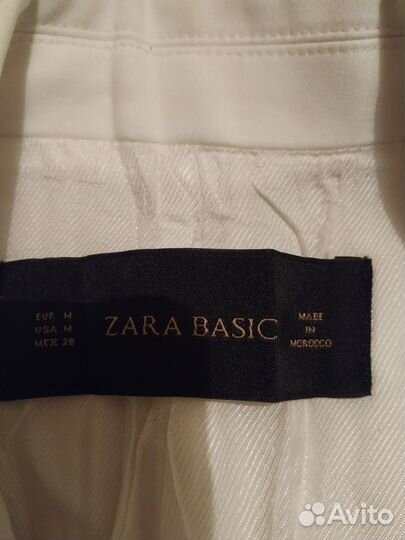 EUR M
USA M
MEX 28
ZARA BASIC
MADE
IN
MOROCCO
Avito